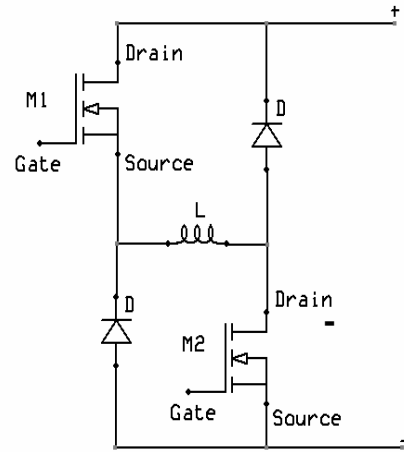 +
Drain
M1
D
Gate
Source
L
D
Drain
-
M2
Gate
Source
-